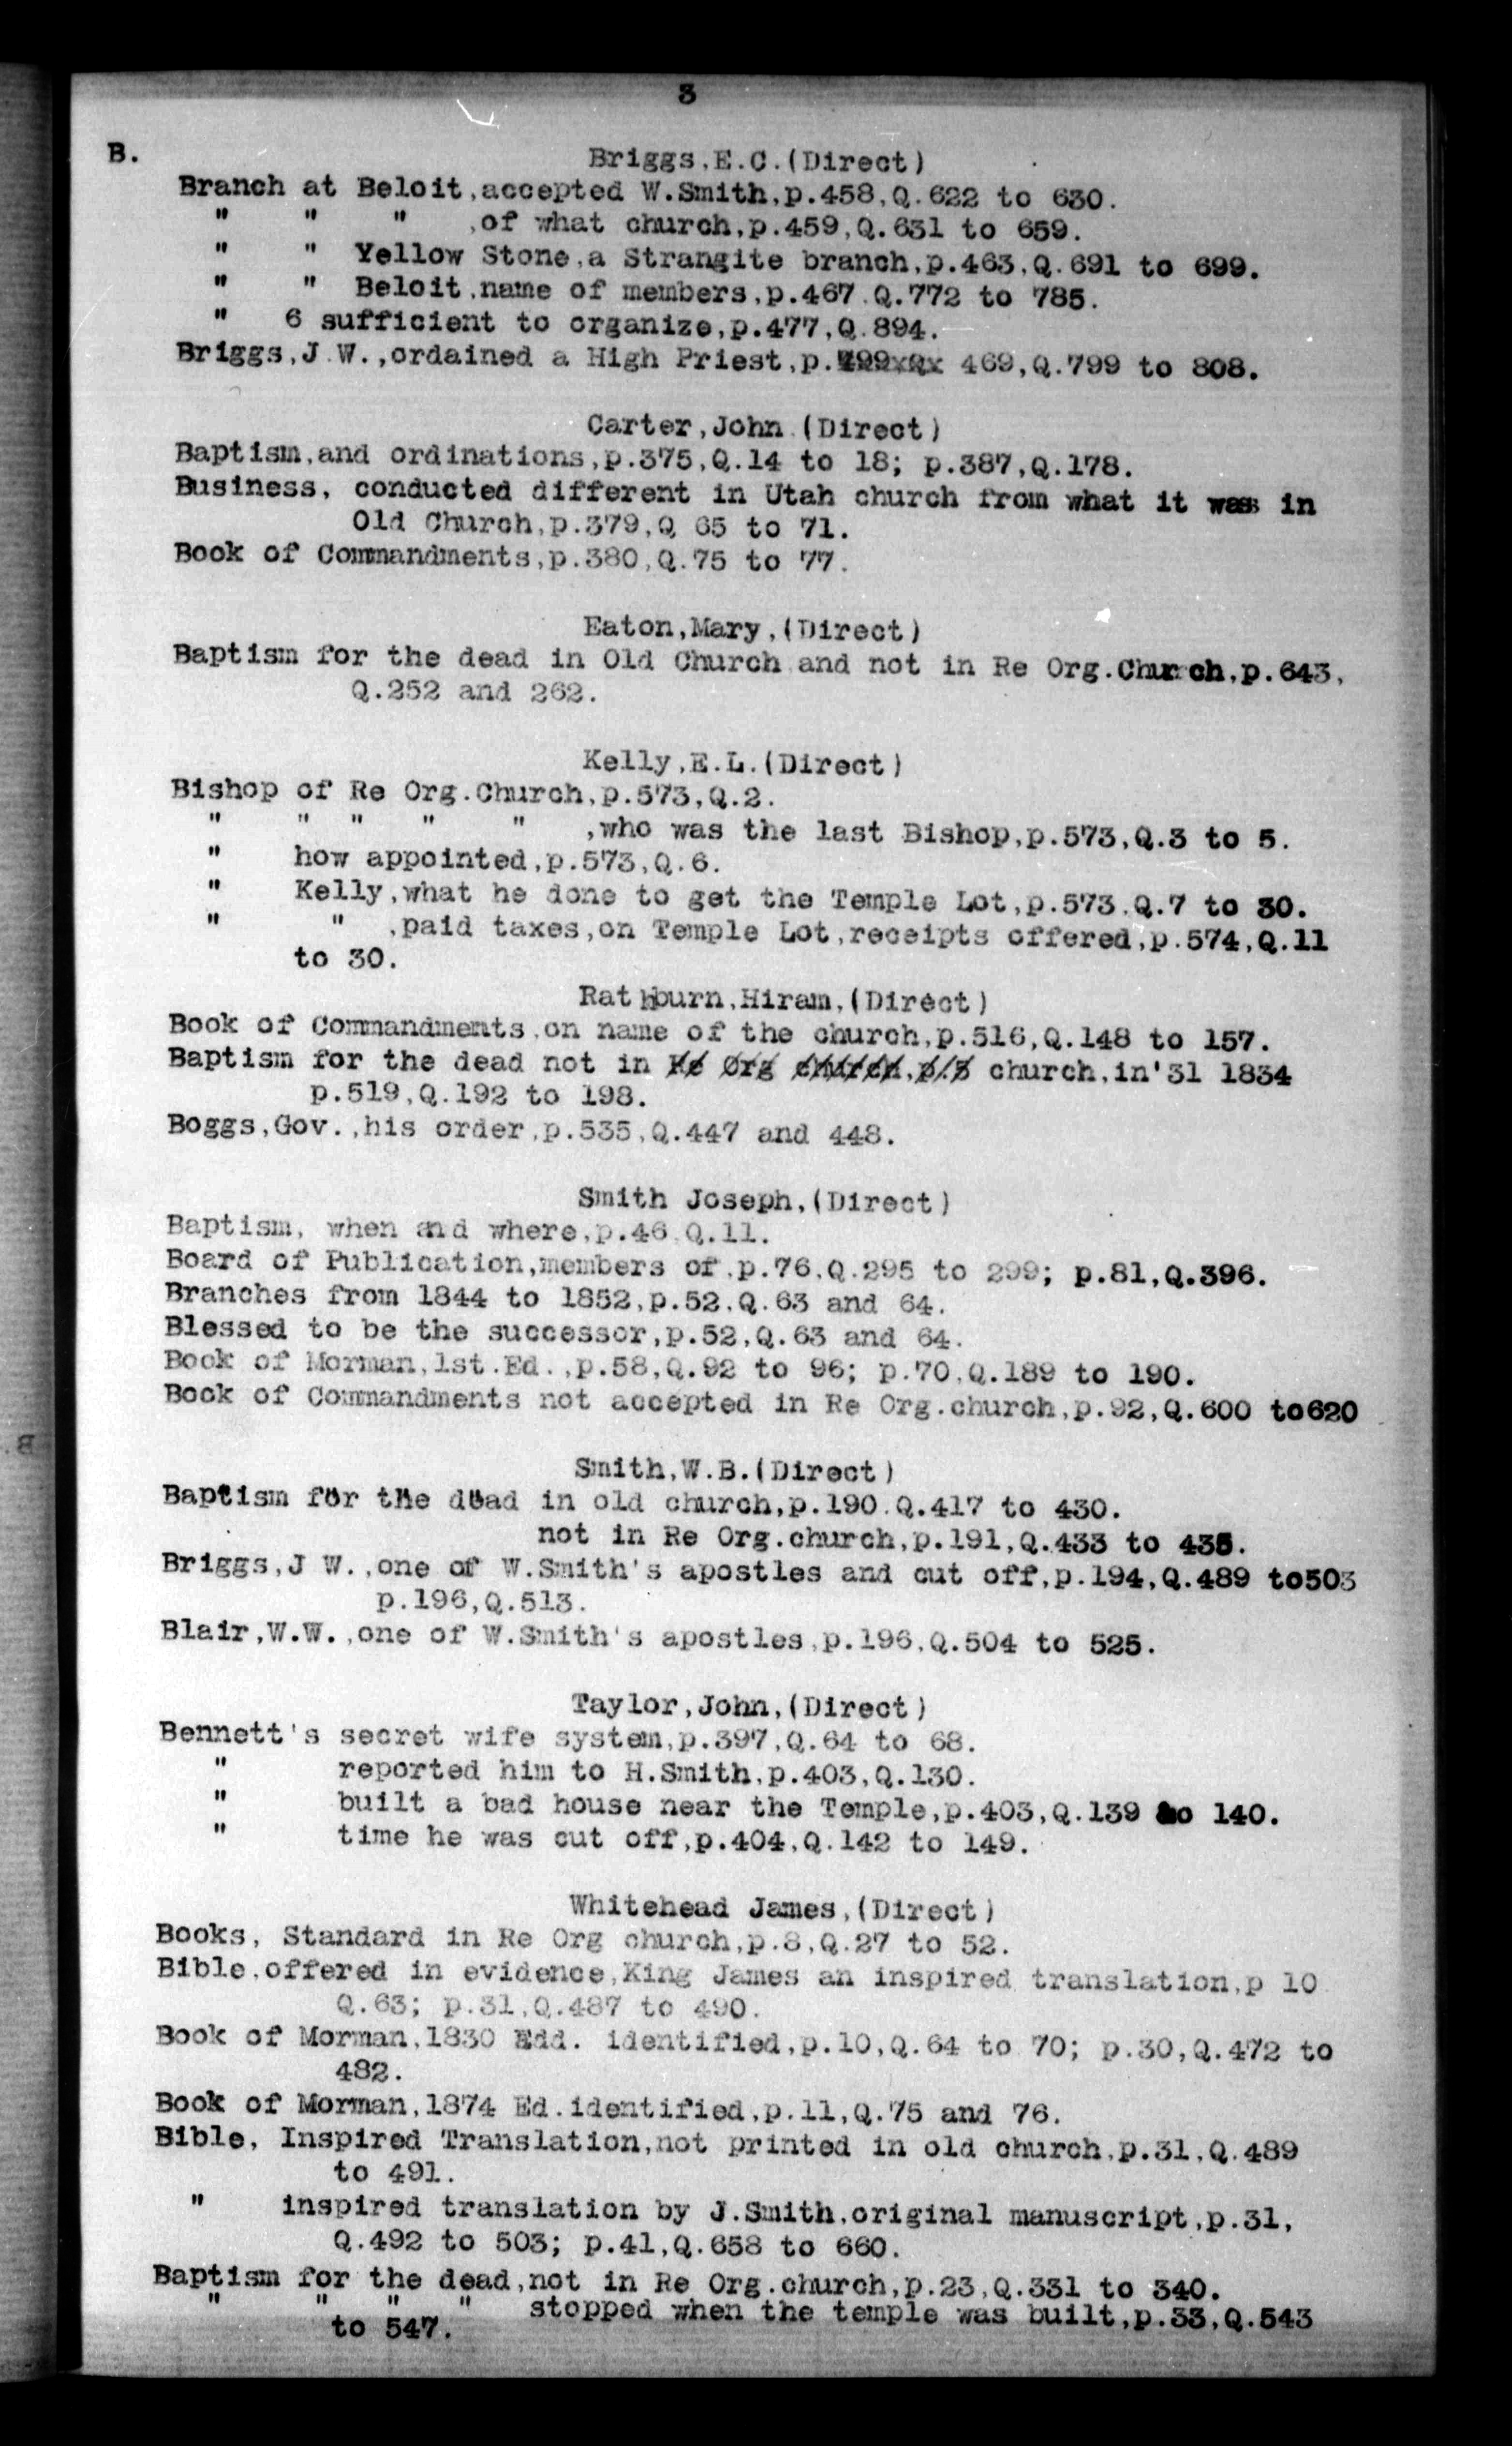 3
B.
Briggs,E.C.(Direct)
Branch at Beloit,accepted W.Smith,p.458,Q.622 to 630.
" " " ,of what church,p.459,Q.631 to 659.
" " Yellow Stone,a Strangite branch,p.463,Q.691 to 699.
" " Beloit,name of members,p.467.Q.772 to 785.
" 6 sufficient to organize,p.477,Q.894.
Briggs,J.W.,ordained a High Priest,p. 469,Q.799 to 808.
Carter,John.(Direct)
Baptism,and ordinations,p.375,Q.14 to 18; p.387,Q.178.
Business, conducted different in Utah church from what it was in
Old Church,p.379,Q 65 to 71.
Book of Commandments,p.380,Q.75 to 77.
Eaton,Mary,(Direct)
Baptism for the dead in Old Church and not in Re Org.Church,p.643,
Q.252 and 262.
Kelly,E.L.(Direct)
Bishop of Re Org.Church,p.573,Q.2.
" " " " " ,who was the last Bishop,p.573,Q.3 to 5.
" how appointed,p.573,Q.6.
" Kelly,what he done to get the Temple Lot,p.573.Q.7 to 30.
" " ,paid taxes,on Temple Lot,receipts offered,p.574,Q.11
to 30.
Rathburn,Hiram,(Direct)
Book of Commandments,on name of the church,p.516,Q.148 to 157.
Baptism for the dead not in Re Org church,p.5 church,in'31 1834
p.519,Q.192 to 198.
Boggs,Gov.,his order,p.535,Q.447 and 448.
Smith Joseph,(Direct)
Baptism, when and where,p.46.Q.11.
Board of Publication,members of,p.76,Q.295 to 299; p.81,Q.396.
Branches from 1844 to 1852,p.52,Q.63 and 64.
Blessed to be the successor,p.52,Q.63 and 64.
Book of Morman,1st.Ed.,p.58,Q.92 to 96; p.70,Q.189 to 190.
Book of Commandments not accepted in Re Org.church,p.92,Q.600 to620
Smith,W.B.(Direct)
Baptism for the dead in old church,p.190.Q.417 to 430.
not in Re Org.church,p.191,Q.433 to 435.
Briggs,J W.,one of W.Smith's apostles and cut off,p.194,Q.489 to503
p.196,Q.513.
Blair,W.W.,one of W.Smith's apostles,p.196,Q.504 to 525.
Taylor,John,(Direct)
Bennett's secret wife system,p.397,Q.64 to 68.
" reported him to H.Smith,p.403,Q.130.
" built a bad house near the Temple,p.403,Q.139 to 140.
" time he was cut off,p.404,Q.142 to 149.
Whitehead James,(Direct)
Books, Standard in Re Org church,p.8,Q.27 to 52.
Bible,offered in evidence,King James an inspired translation,p 10
Q.63; p.31,Q.487 to 490.
Book of Morman,1830 Edd. identified,p.10,Q.64 to 70; p.30,Q.472 to
482.
Book of Morman,1874 Ed.identified,p.11,Q.75 and 76.
Bible, Inspired Translation,not printed in old church,p.31,Q.489
to 491.
" inspired translation by J.Smith,original manuscript,p.31,
Q.492 to 503; p.41,Q.658 to 660.
Baptism for the dead,not in Re Org.church,p.23,Q.331 to 340.
" " " " stopped when the temple was built,p.33,Q.543
to 547.